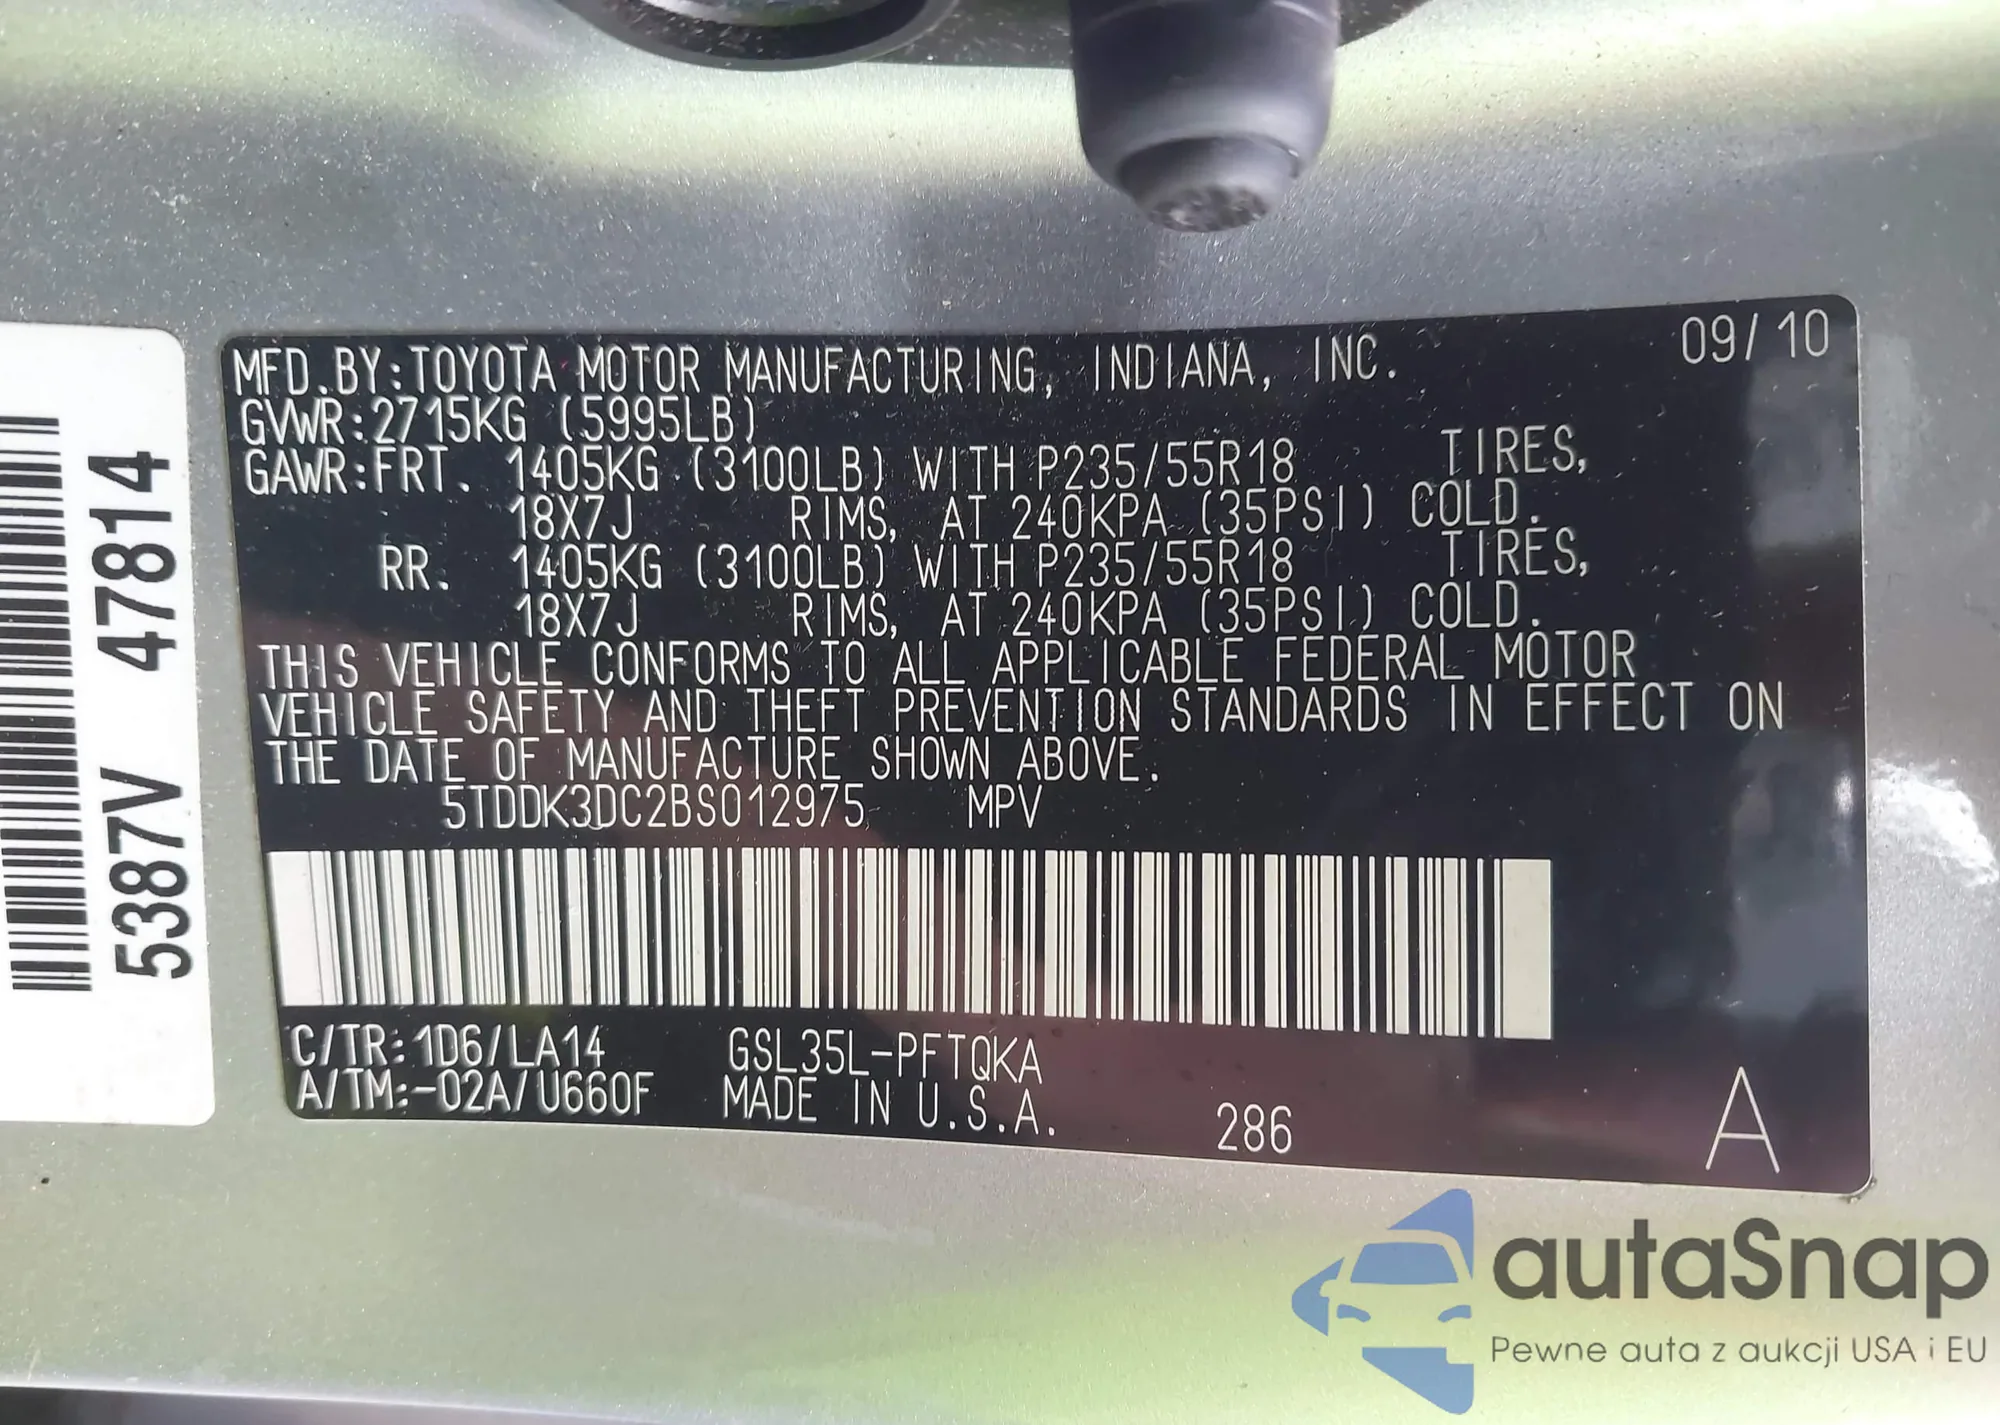 MFD.BY:TOYOTA MOTOR MANUFACTURING, INDIANA, INC. 09/10
GVWR:2715KG (5995LB)
GAWR:FRT. 1405KG (3100LB) WITH P235/55R18 TIRES,
18X7J RIMS, AT 240KPA (35PSI) COLD.
RR. 1405KG (3100LB) WITH P235/55R18 TIRES,
18X7J RIMS, AT 240KPA (35PSI) COLD.
THIS VEHICLE CONFORMS TO ALL APPLICABLE FEDERAL MOTOR
VEHICLE SAFETY AND THEFT PREVENTION STANDARDS IN EFFECT ON
THE DATE OF MANUFACTURE SHOWN ABOVE.
5TDDK3DC2BS012975 MPV
C/TR:1D6/LA14 GSL35L-PFTQKA
A/TM:-02A/U660F MADE IN U.S.A. 286 A
5387V 47814
autaSnap
Pewne auta z aukcji USA i EU